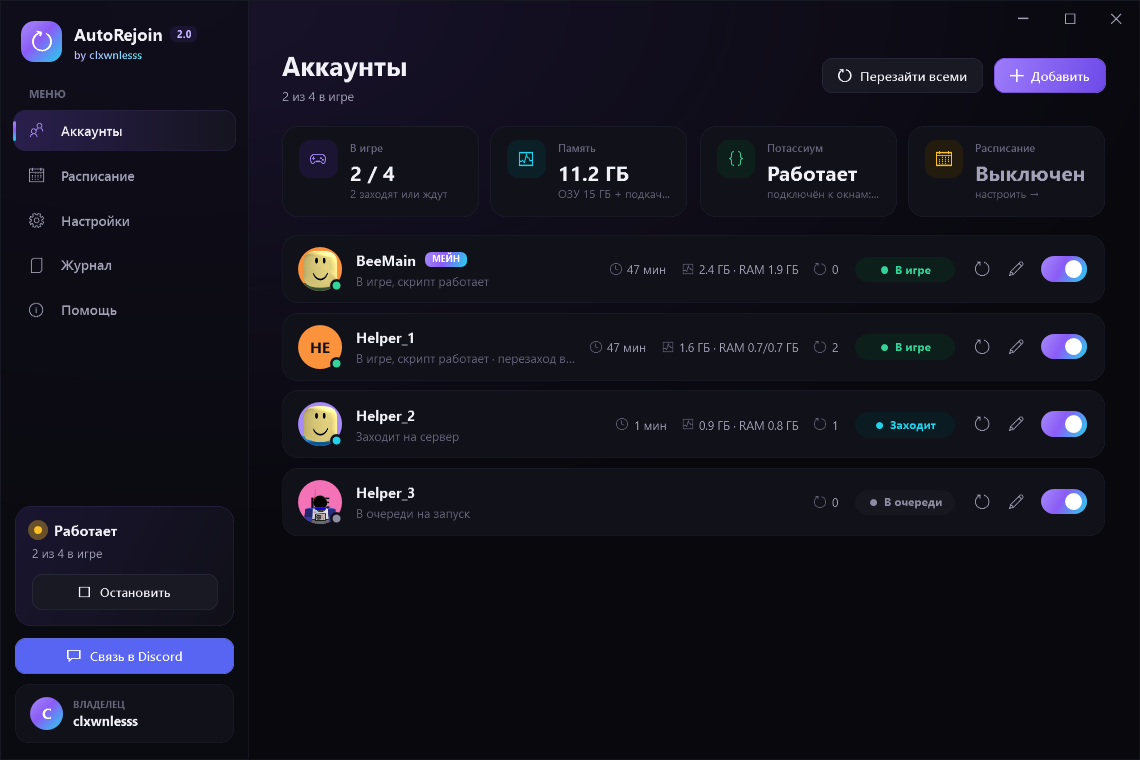 AutoRejoin 2.0
by clxwnlesss
МЕНЮ
Аккаунты
Расписание
Настройки
Журнал
Помощь
Работает
2 из 4 в игре
Остановить
Связь в Discord
C
ВЛАДЕЛЕЦ
clxwnlesss
Аккаунты
2 из 4 в игре
Перезайти всеми
Добавить
В игре
2 / 4
2 заходят или ждут
Память
11.2 ГБ
ОЗУ 15 ГБ + подкач...
Потассиум
Работает
подключён к окнам:...
Расписание
Выключен
настроить →
BeeMain МЕЙН
В игре, скрипт работает
47 мин 2.4 ГБ · RAM 1.9 ГБ 0 В игре
HE
Helper_1
В игре, скрипт работает · перезаход в...
47 мин 1.6 ГБ · RAM 0.7/0.7 ГБ 2 В игре
Helper_2
Заходит на сервер
1 мин 0.9 ГБ · RAM 0.8 ГБ 1 Заходит
Helper_3
В очереди на запуск
0 В очереди